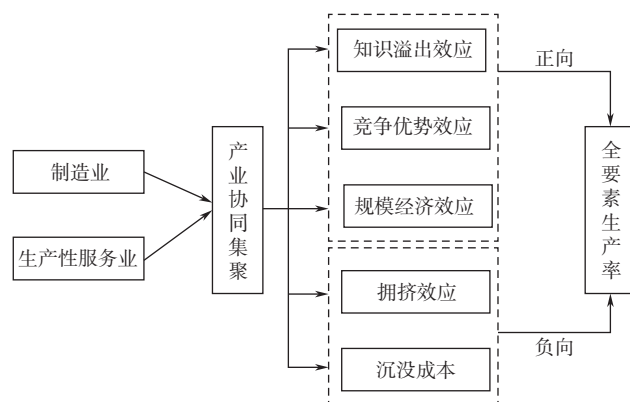 制造业
生产性服务业
产业协同集聚
知识溢出效应
竞争优势效应
规模经济效应
拥挤效应
沉没成本
正向
负向
全要素生产率